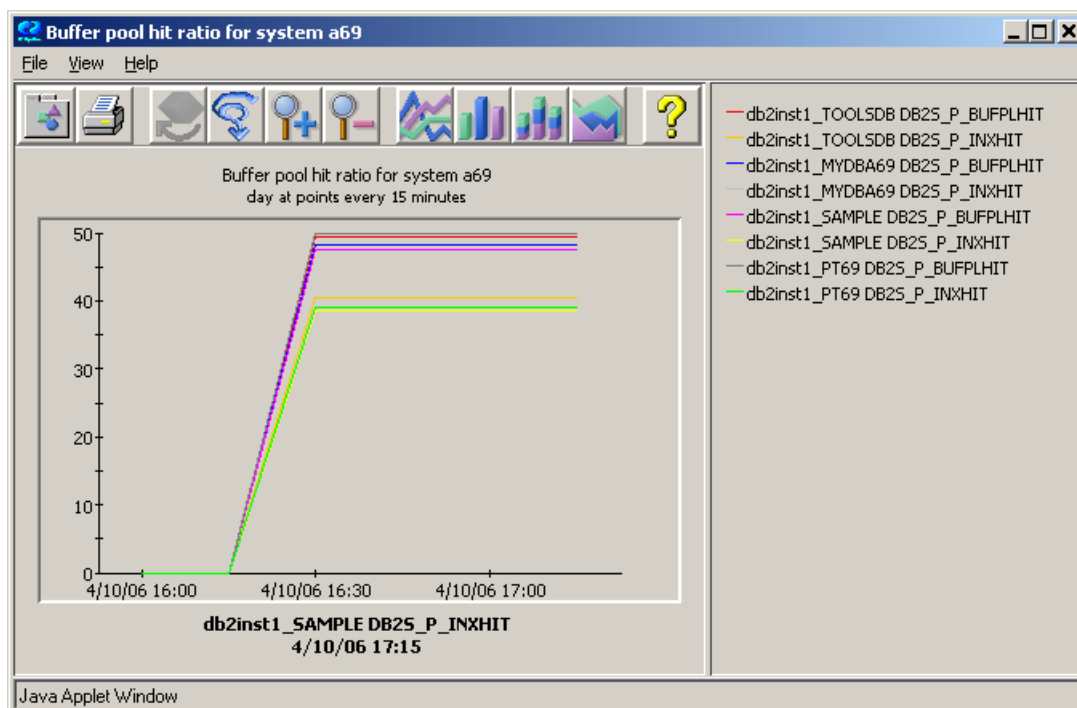 Buffer pool hit ratio for system a69
File View Help
Buffer pool hit ratio for system a69
day at points every 15 minutes
50
40
30
20
10
0
4/10/06 16:00 4/10/06 16:30 4/10/06 17:00
db2inst1_SAMPLE DB2S_P_INXHIT
4/10/06 17:15
db2inst1_TOOLSDB DB2S_P_BUFPLHIT
db2inst1_TOOLSDB DB2S_P_INXHIT
db2inst1_MYDBA69 DB2S_P_BUFPLHIT
db2inst1_MYDBA69 DB2S_P_INXHIT
db2inst1_SAMPLE DB2S_P_BUFPLHIT
db2inst1_SAMPLE DB2S_P_INXHIT
db2inst1_PT69 DB2S_P_BUFPLHIT
db2inst1_PT69 DB2S_P_INXHIT
Java Applet Window